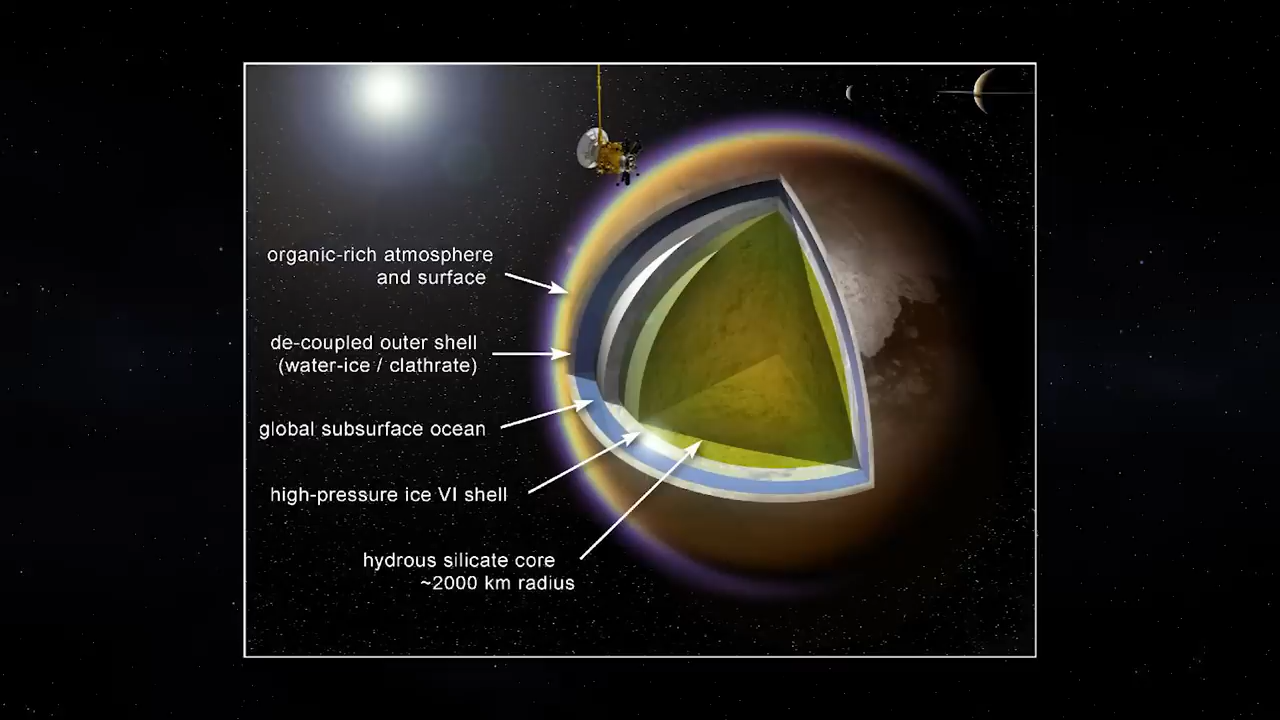 organic-rich atmosphere
and surface
de-coupled outer shell
(water-ice / clathrate)
global subsurface ocean
high-pressure ice VI shell
hydrous silicate core
~2000 km radius